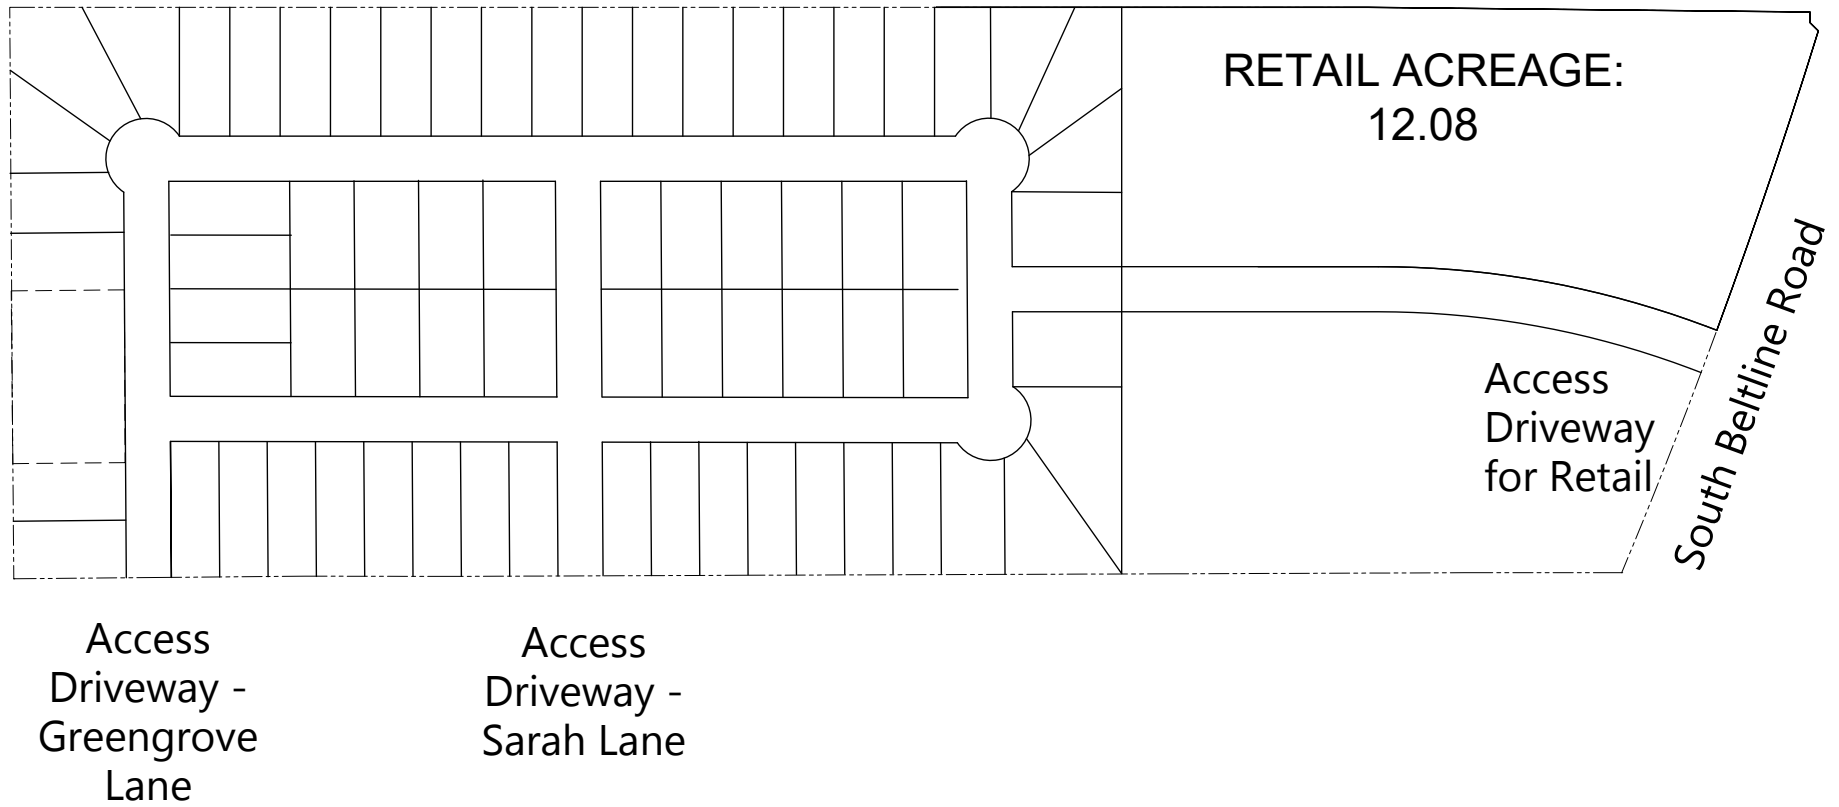 RETAIL ACREAGE:
12.08
South Beltline Road
Access
Driveway
for Retail
Access
Driveway -
Greengrove
Lane
Access
Driveway -
Sarah Lane